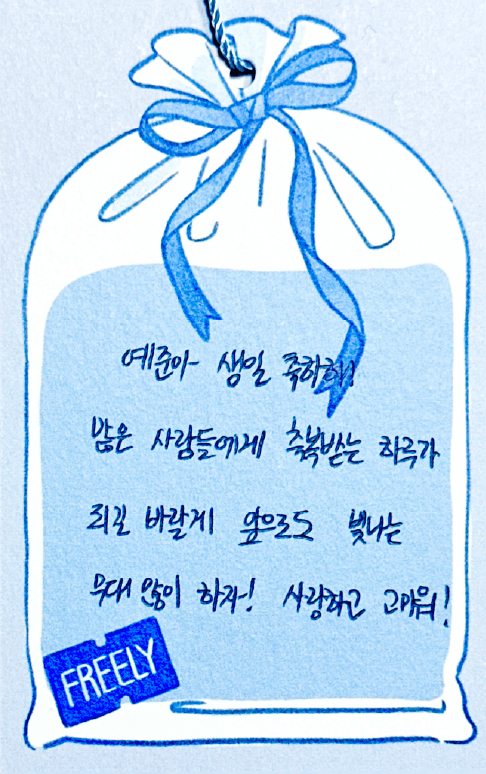 예준아 생일 축하해!
많은 사람들에게 축복받는 하루가
되길 바랄게 앞으로도 빛나는
무대 많이 하자! 사랑하고 고마워!
FREELY